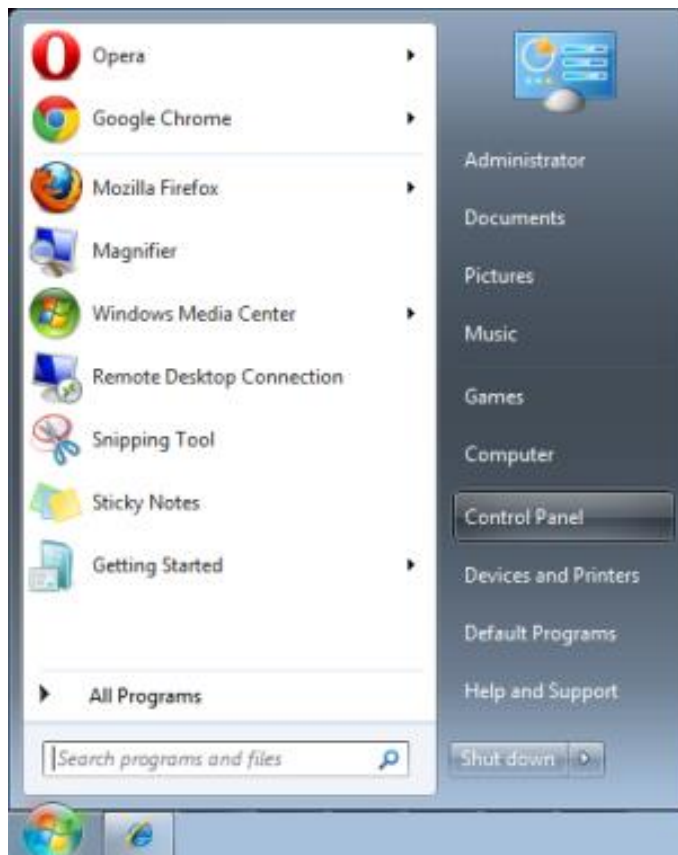 Opera
Google Chrome
Mozilla Firefox
Magnifier
Windows Media Center
Remote Desktop Connection
Snipping Tool
Sticky Notes
Getting Started
All Programs
Search programs and files
Administrator
Documents
Pictures
Music
Games
Computer
Control Panel
Devices and Printers
Default Programs
Help and Support
Shut down